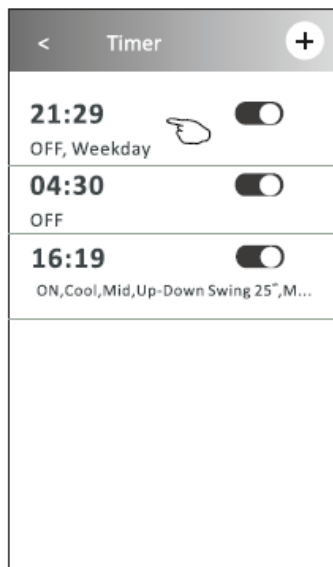 < Timer +
21:29
OFF, Weekday
04:30
OFF
16:19
ON,Cool,Mid,Up-Down Swing 25°,M...